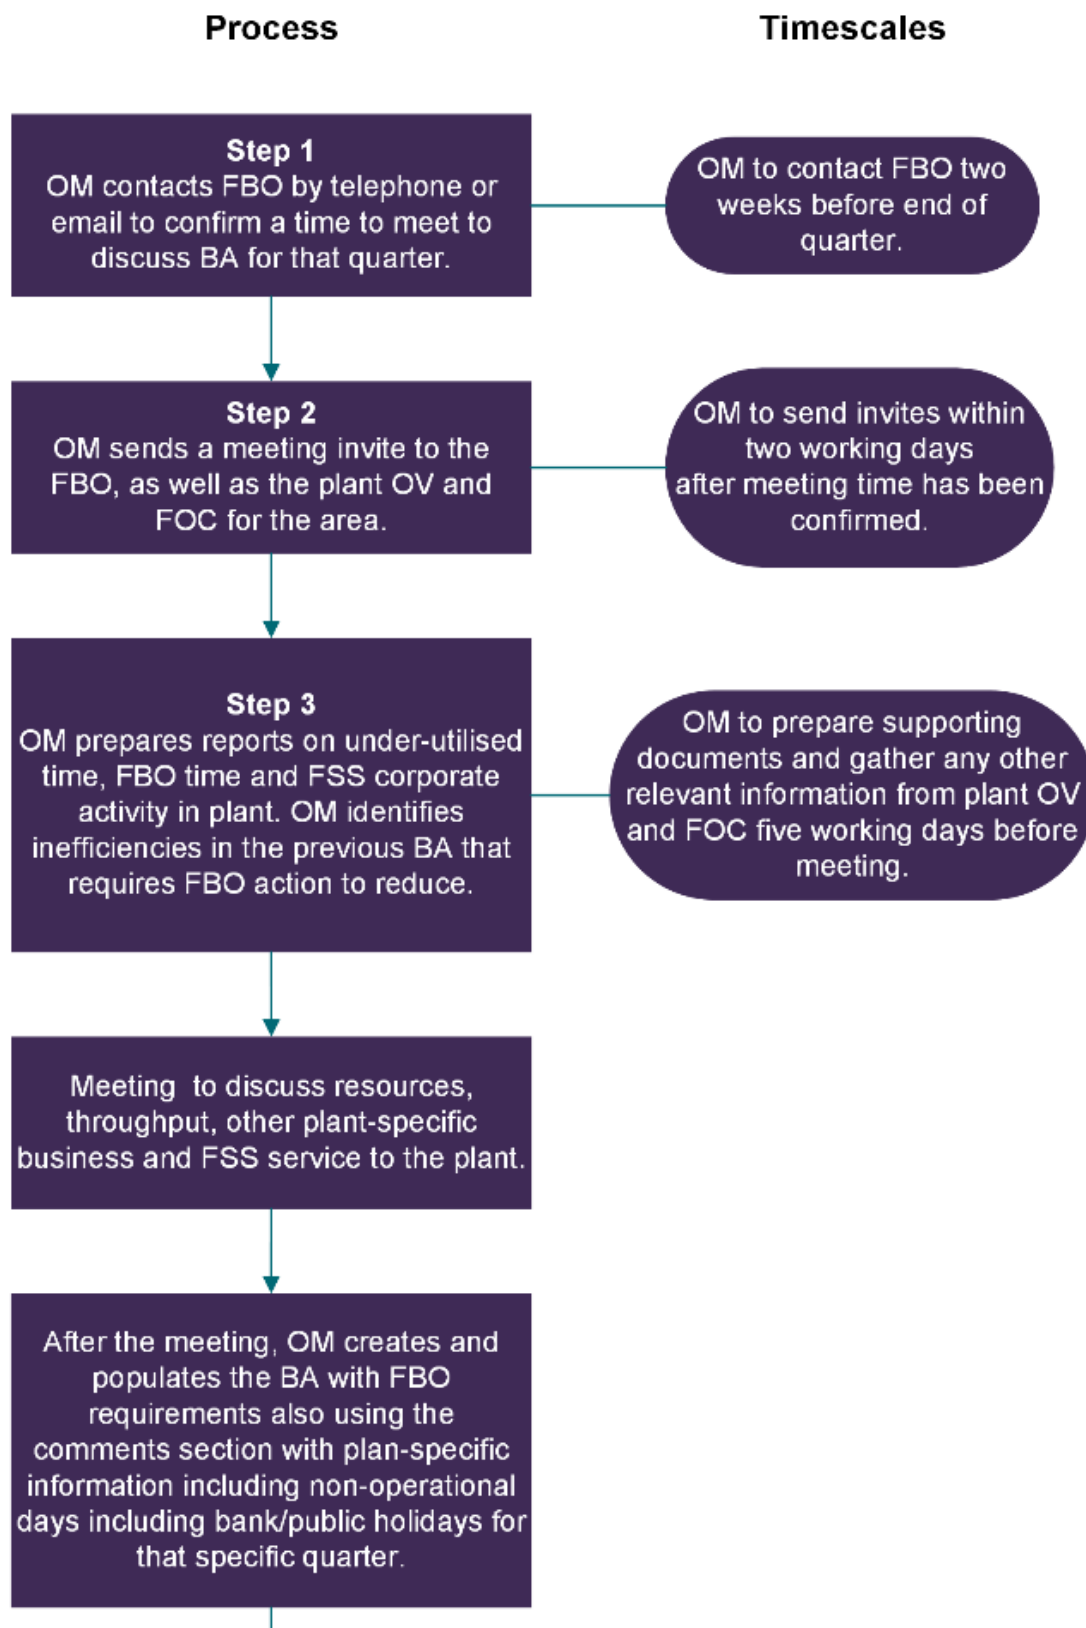 Process
Timescales
Step 1
OM contacts FBO by telephone or
email to confirm a time to meet to
discuss BA for that quarter.
OM to contact FBO two
weeks before end of
quarter.
Step 2
OM sends a meeting invite to the
FBO, as well as the plant OV and
FOC for the area.
OM to send invites within
two working days
after meeting time has been
confirmed.
Step 3
OM prepares reports on under-utilised
time, FBO time and FSS corporate
activity in plant. OM identifies
inefficiencies in the previous BA that
requires FBO action to reduce.
OM to prepare supporting
documents and gather any other
relevant information from plant OV
and FOC five working days before
meeting.
Meeting to discuss resources,
throughput, other plant-specific
business and FSS service to the plant.
After the meeting, OM creates and
populates the BA with FBO
requirements also using the
comments section with plan-specific
information including non-operational
days including bank/public holidays for
that specific quarter.